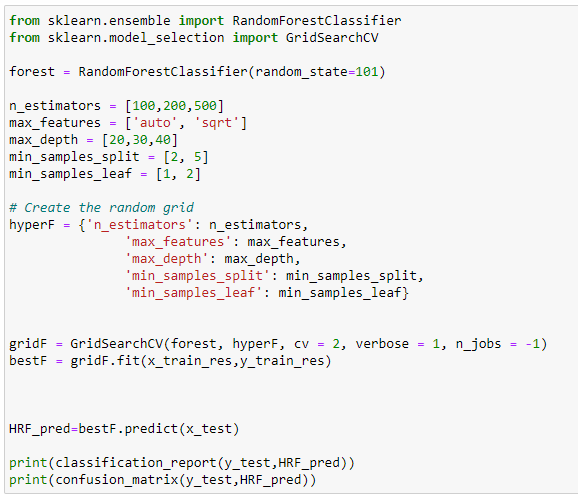 from sklearn.ensemble import RandomForestClassifier
from sklearn.model_selection import GridSearchCV
forest = RandomForestClassifier(random_state=101)
n_estimators = [100,200,500]
max_features = ['auto', 'sqrt']
max_depth = [20,30,40]
min_samples_split = [2, 5]
min_samples_leaf = [1, 2]
# Create the random grid
hyperF = {'n_estimators': n_estimators,
'max_features': max_features,
'max_depth': max_depth,
'min_samples_split': min_samples_split,
'min_samples_leaf': min_samples_leaf}
gridF = GridSearchCV(forest, hyperF, cv = 2, verbose = 1, n_jobs = -1)
bestF = gridF.fit(x_train_res,y_train_res)
HRF_pred=bestF.predict(x_test)
print(classification_report(y_test,HRF_pred))
print(confusion_matrix(y_test,HRF_pred))